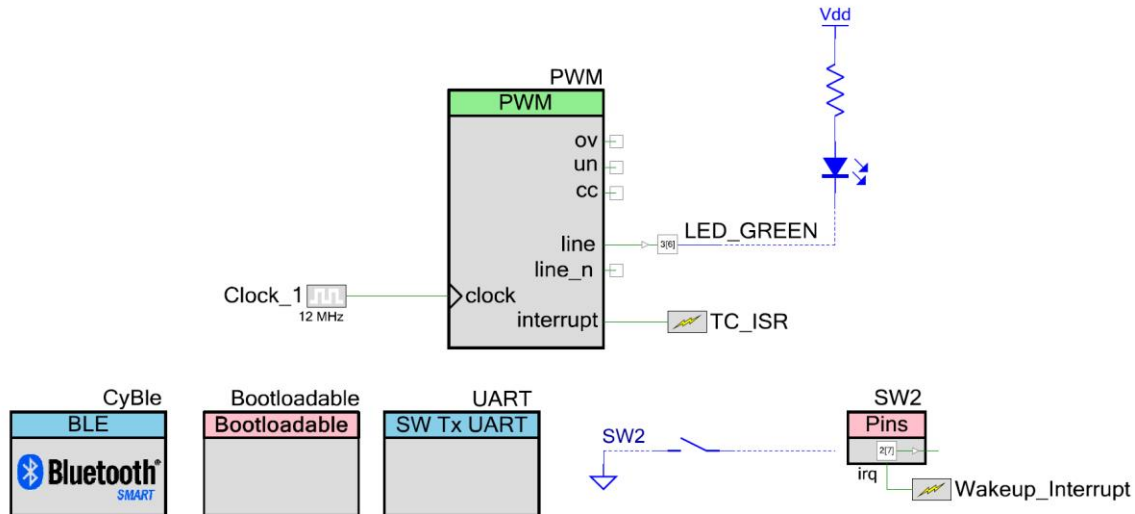 Vdd
PWM
PWM
ov
un
cc
line
3[6]
LED_GREEN
line_n
Clock_1
12 MHz
clock
interrupt
TC_ISR
CyBle
BLE
Bluetooth®
SMART
Bootloadable
Bootloadable
UART
SW Tx UART
SW2
SW2
Pins
2[7]
irq
Wakeup_Interrupt